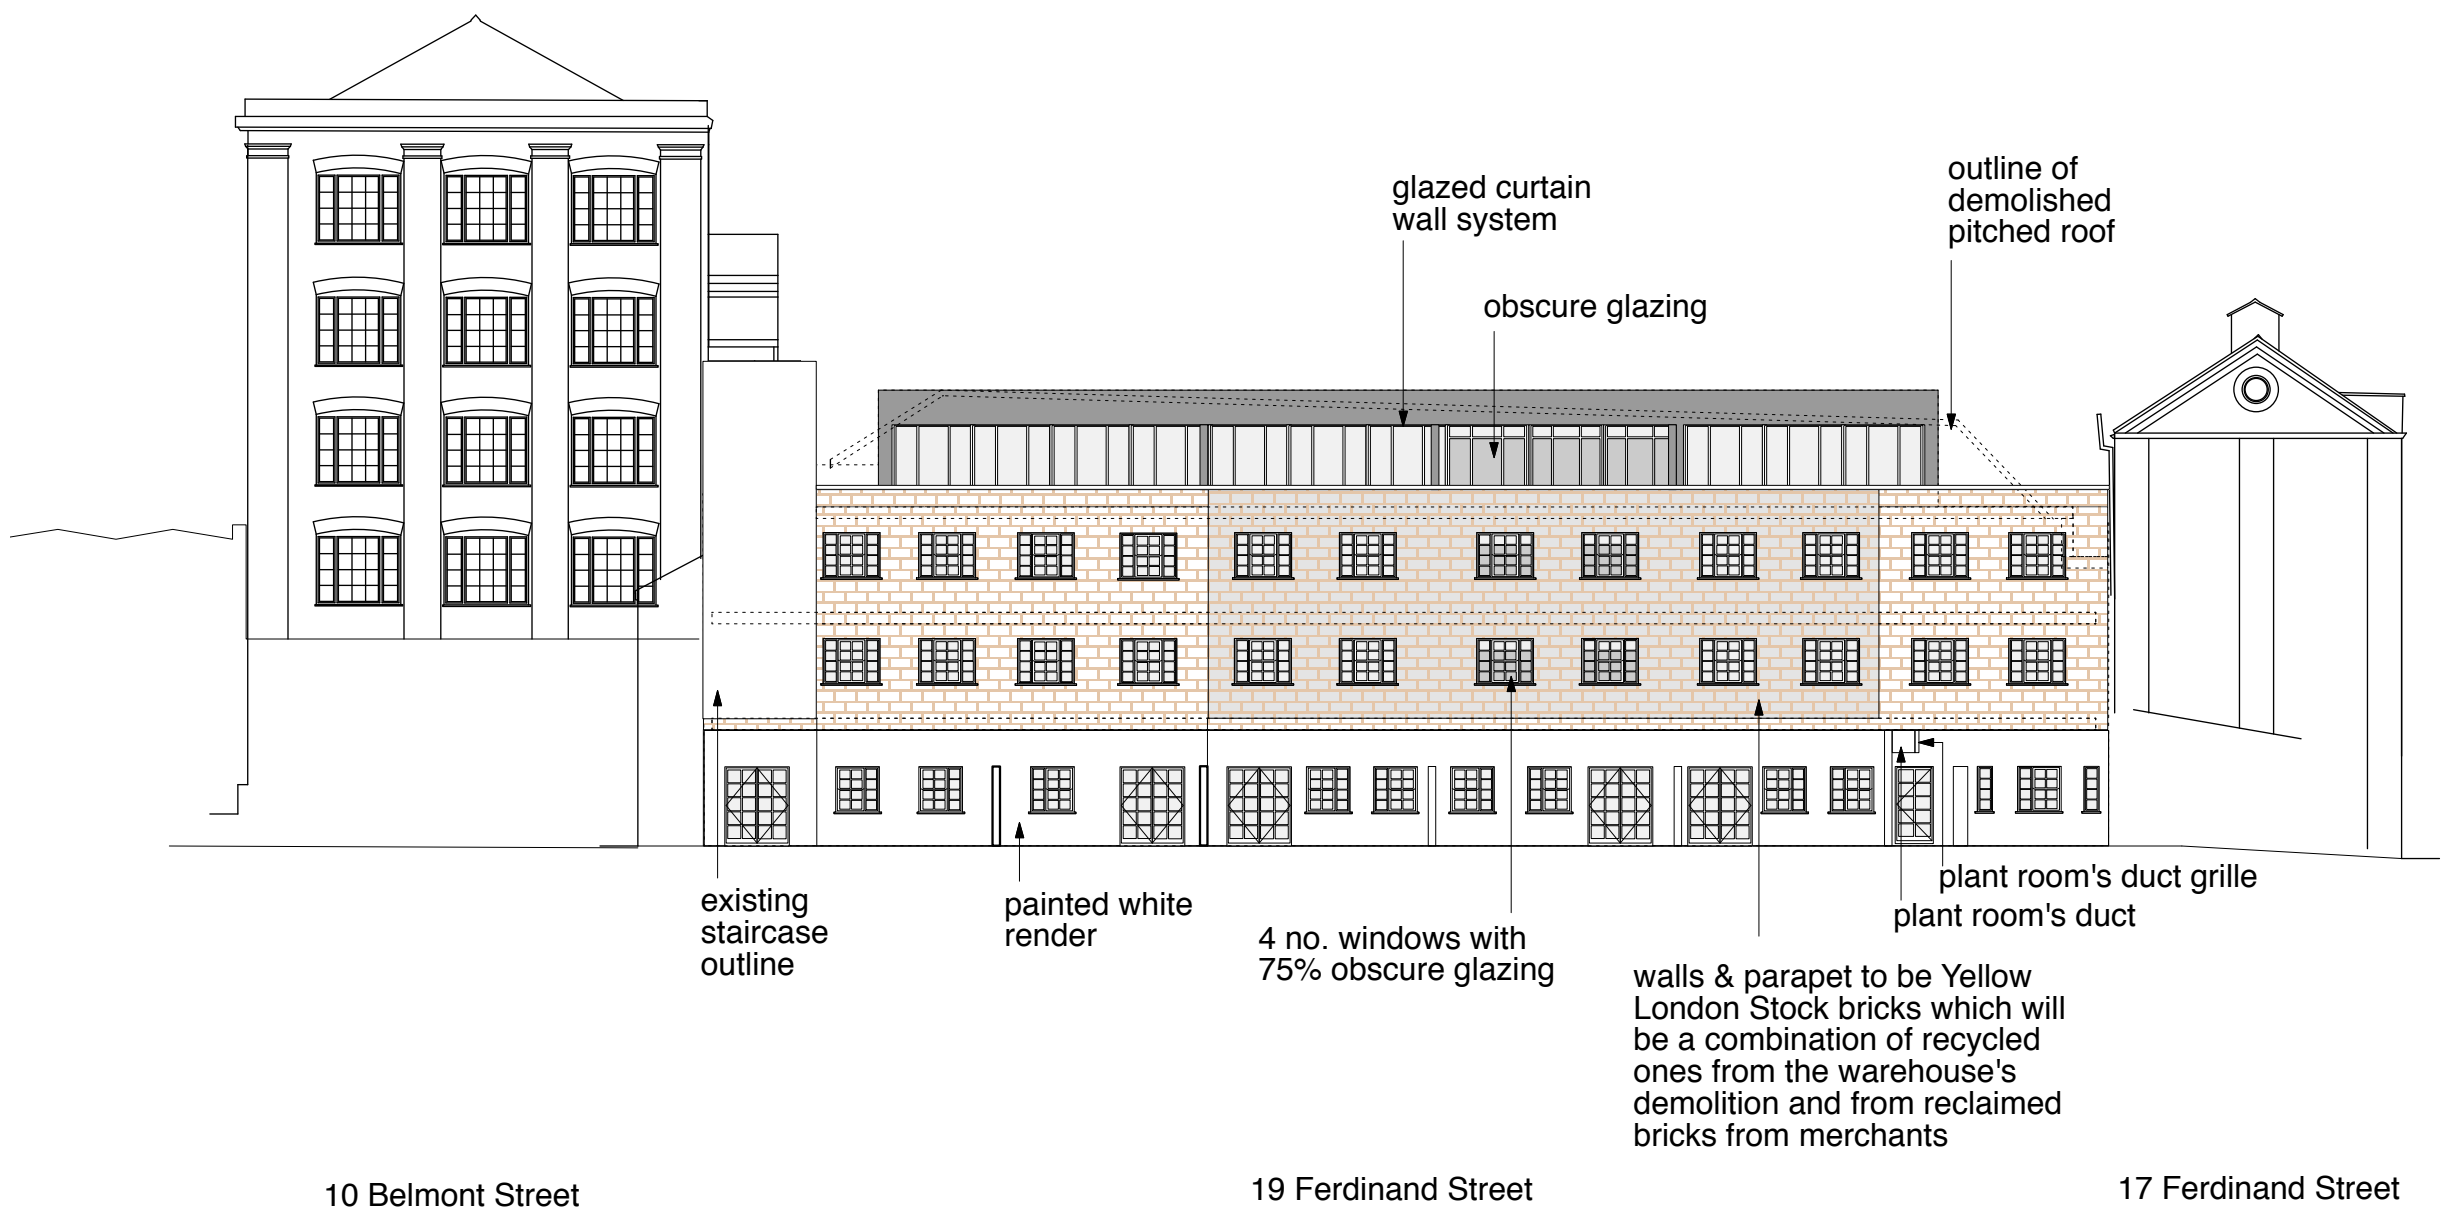 outline of
demolished
pitched roof
glazed curtain
wall system
obscure glazing
existing
staircase
outline
painted white
render
4 no. windows with
75% obscure glazing
plant room's duct grille
plant room's duct
walls & parapet to be Yellow
London Stock bricks which will
be a combination of recycled
ones from the warehouse's
demolition and from reclaimed
bricks from merchants
10 Belmont Street
19 Ferdinand Street
17 Ferdinand Street